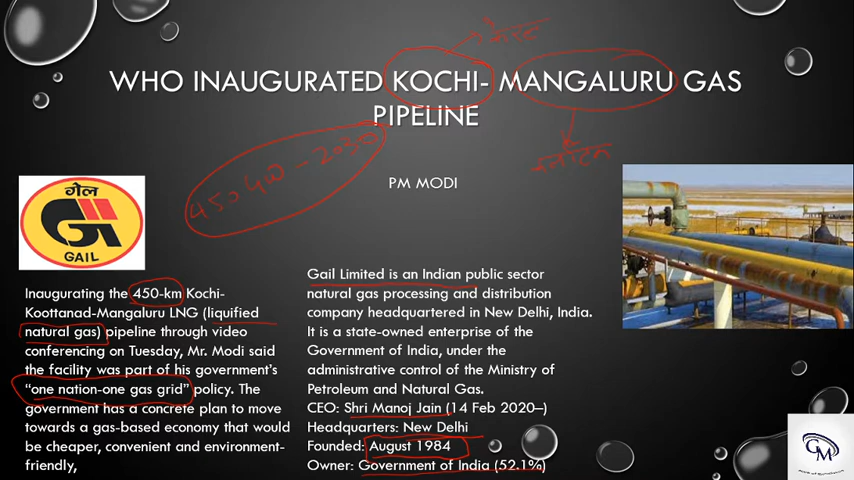 WHO INAUGURATED KOCHI- MANGALURU GAS
PIPELINE
450 GW - 2030
PM MODI
गेल
GAIL
Inaugurating the 450-km Kochi-
Koottanad-Mangaluru LNG (liquified
natural gas) pipeline through video
conferencing on Tuesday, Mr. Modi said
the facility was part of his government's
"one nation-one gas grid" policy. The
government has a concrete plan to move
towards a gas-based economy that would
be cheaper, convenient and environment-
friendly,
Gail Limited is an Indian public sector
natural gas processing and distribution
company headquartered in New Delhi, India.
It is a state-owned enterprise of the
Government of India, under the
administrative control of the Ministry of
Petroleum and Natural Gas.
CEO: Shri Manoj Jain (14 Feb 2020–)
Headquarters: New Delhi
Founded: August 1984
Owner: Government of India (52.1%)
GM